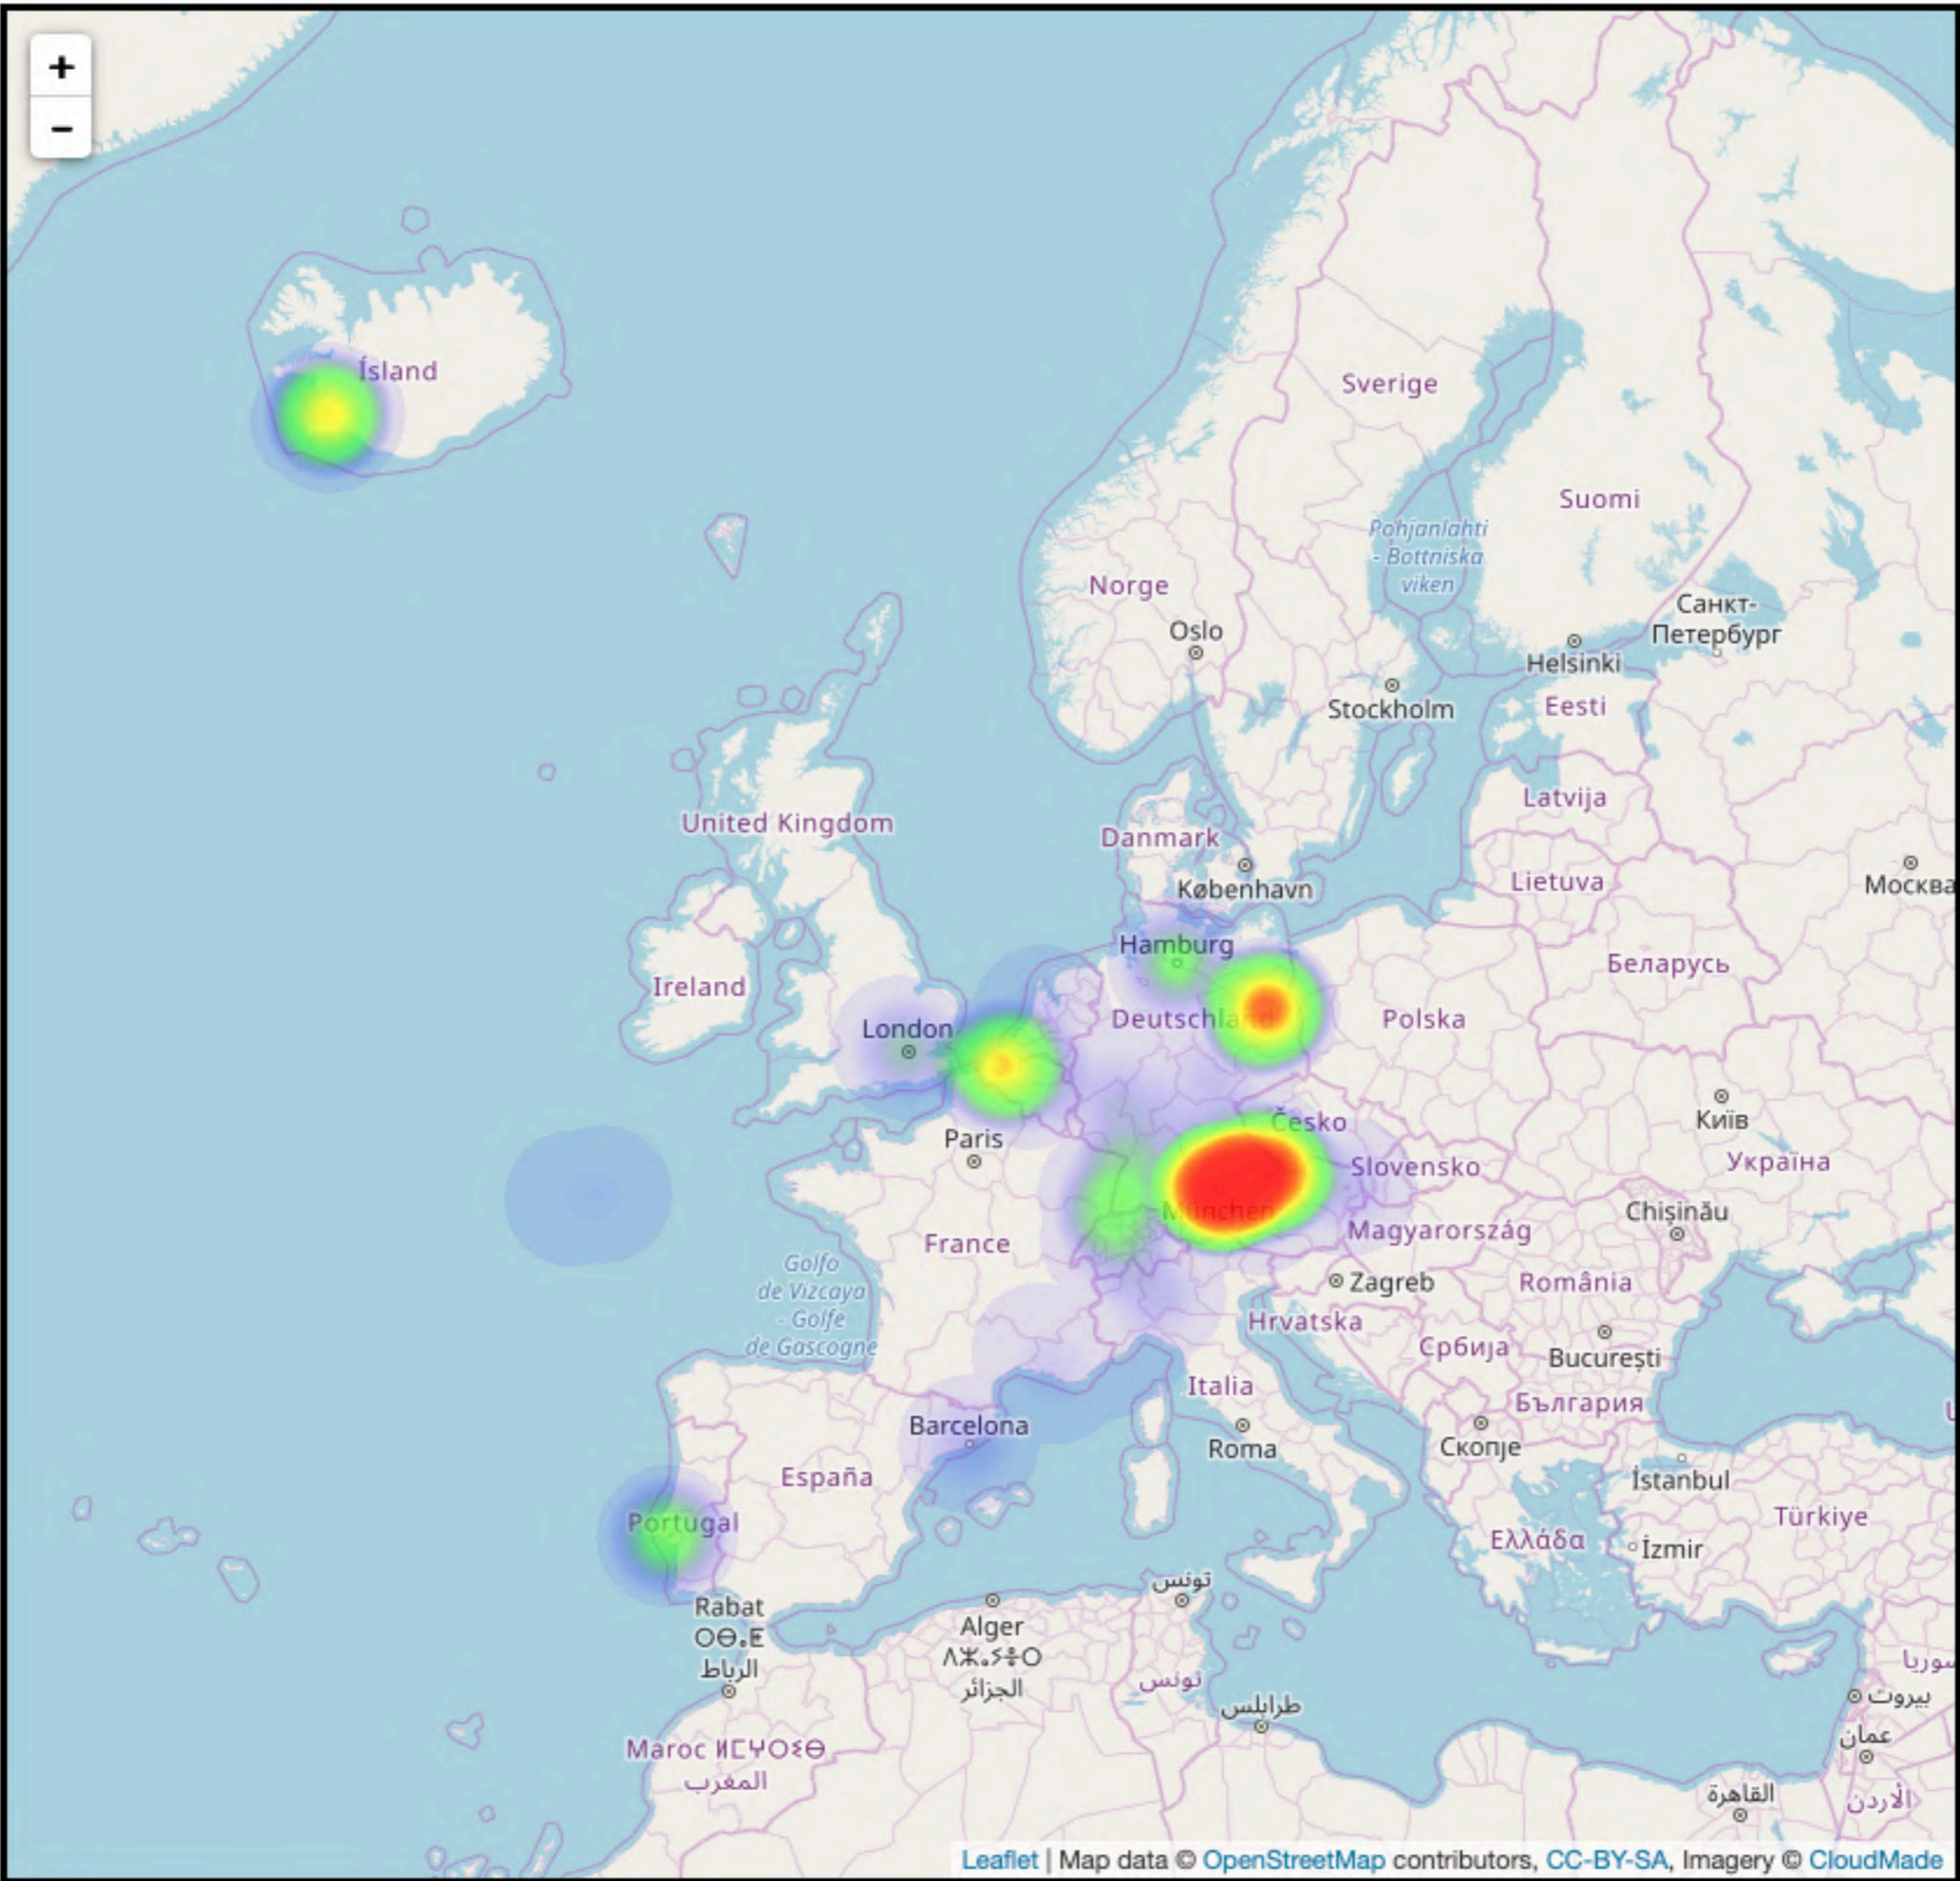 +
−
Ísland
Sverige
Suomi
Pohjanlahti
- Bottniska
viken
Norge
Oslo
Санкт-
Петербург
Helsinki
Stockholm
Eesti
Latvija
United Kingdom
Danmark
København
Lietuva
Москва
Hamburg
Беларусь
Ireland
London
Deutschland
Polska
Paris
Česko
Київ
Slovensko
Україна
München
Chișinău
Magyarország
France
Golfo
de Vizcaya
- Golfe
de Gascogne
Zagreb
România
Hrvatska
Србија
București
Italia
България
Barcelona
Roma
Скопје
España
İstanbul
Portugal
Türkiye
Ελλάδα
İzmir
تونس
Rabat
ⵔⴱⴰⵟ
الرباط
Alger
ⴷⵣⴰⵢⵔ
الجزائر
تونس
سوريا
بيروت
طرابلس
عمان
Maroc ⵍⵎⵖⵔⵉⴱ
المغرب
القاهرة
الأردن
Leaflet | Map data © OpenStreetMap contributors, CC-BY-SA, Imagery © CloudMade